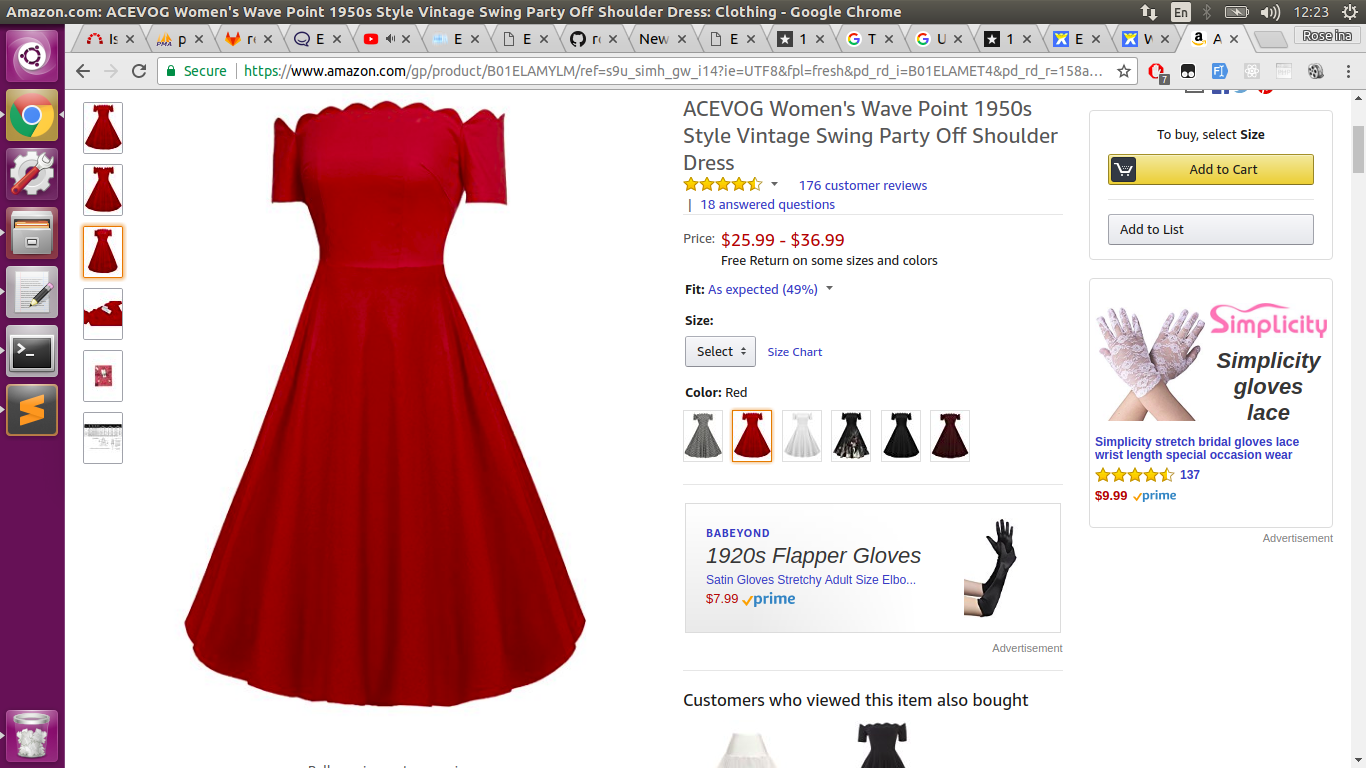 Amazon.com: ACEVOG Women's Wave Point 1950s Style Vintage Swing Party Off Shoulder Dress: Clothing - Google Chrome
En
12:23
Is
p
re
E
E
E
E
re
New
E
1
T
U
1
E
W
A
Rose ina
Secure
https://www.amazon.com/gp/product/B01ELAMYLM/ref=s9u_simh_gw_i14?ie=UTF8&fpl=fresh&pd_rd_i=B01ELAMET4&pd_rd_r=158a...
7
ACEVOG Women's Wave Point 1950s
Style Vintage Swing Party Off Shoulder
Dress
176 customer reviews
| 18 answered questions
Price: $25.99 - $36.99
Free Return on some sizes and colors
Fit: As expected (49%)
Size:
Select
Size Chart
Color: Red
BABEYOND
1920s Flapper Gloves
Satin Gloves Stretchy Adult Size Elbo...
$7.99 prime
Advertisement
Customers who viewed this item also bought
To buy, select Size
Add to Cart
Add to List
Simplicity
Simplicity
gloves
lace
Simplicity stretch bridal gloves lace
wrist length special occasion wear
137
$9.99 prime
Advertisement